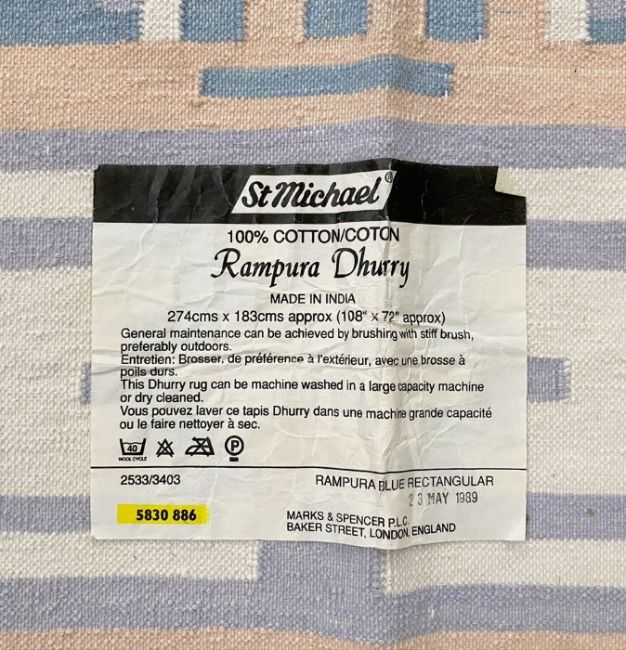 St Michael®
100% COTTON/COTON
Rampura Dhurry
MADE IN INDIA
274cms x 183cms approx (108" x 72" approx)
General maintenance can be achieved by brushing with stiff brush,
preferably outdoors.
Entretien: Brosser, de préférence à l'extérieur, avec une brosse à
poils durs.
This Dhurry rug can be machine washed in a large capacity machine
or dry cleaned.
Vous pouvez laver ce tapis Dhurry dans une machine grande capacité
ou le faire nettoyer à sec.
40 P
WOOL CYCLE
2533/3403 RAMPURA BLUE RECTANGULAR
23 MAY 1989
5830 886 MARKS & SPENCER P.L.C.
BAKER STREET, LONDON, ENGLAND